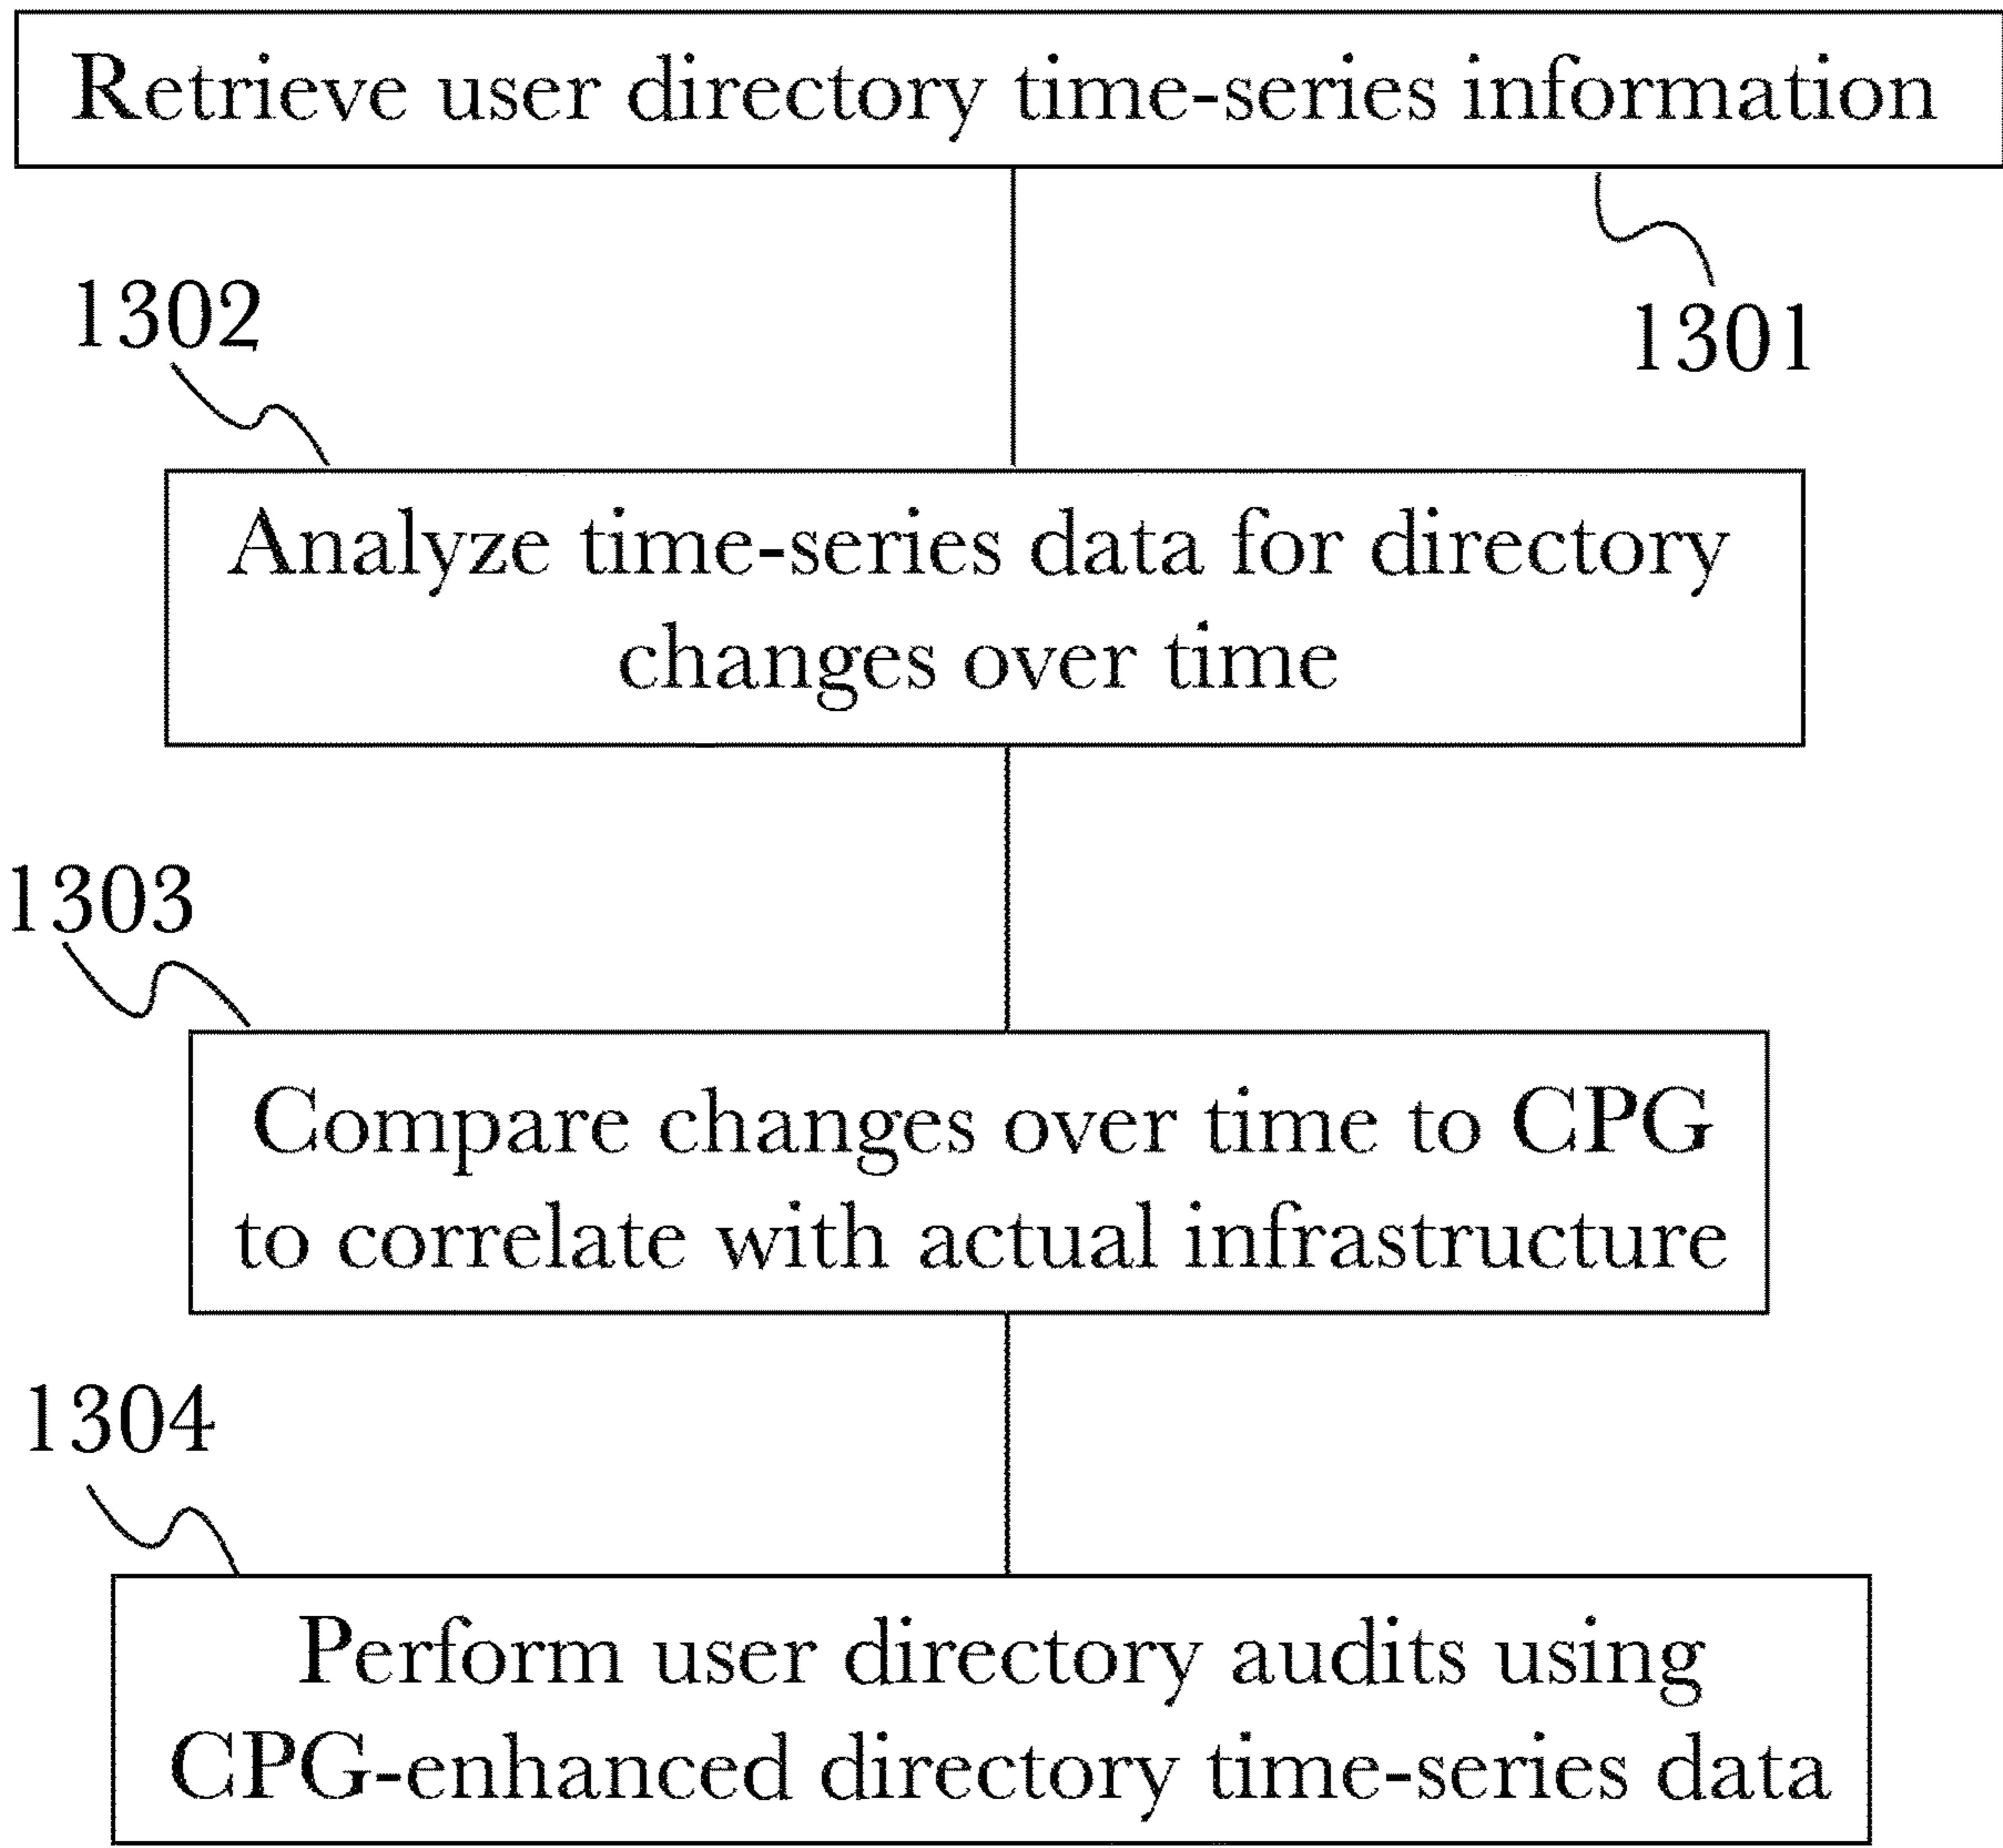 Retrieve user directory time-series information
1302
1301
Analyze time-series data for directory
changes over time
1303
Compare changes over time to CPG
to correlate with actual infrastructure
1304
Perform user directory audits using
CPG-enhanced directory time-series data